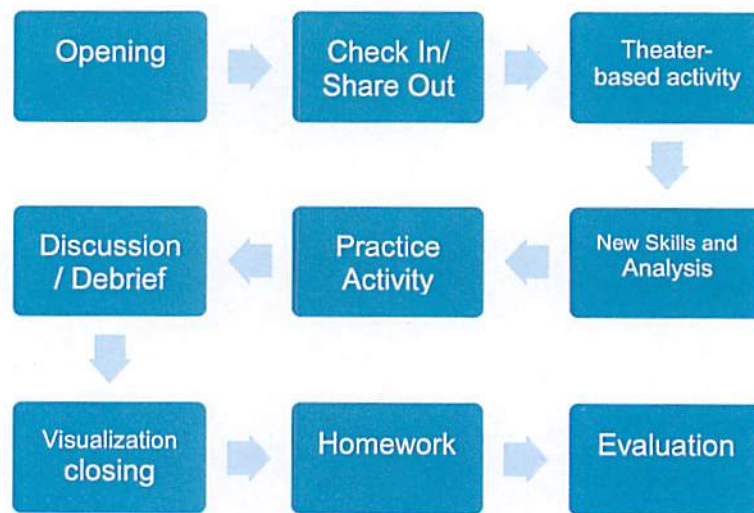 Opening
Check In/
Share Out
Theater-
based activity
New Skills and
Analysis
Practice
Activity
Discussion
/ Debrief
Visualization
closing
Homework
Evaluation